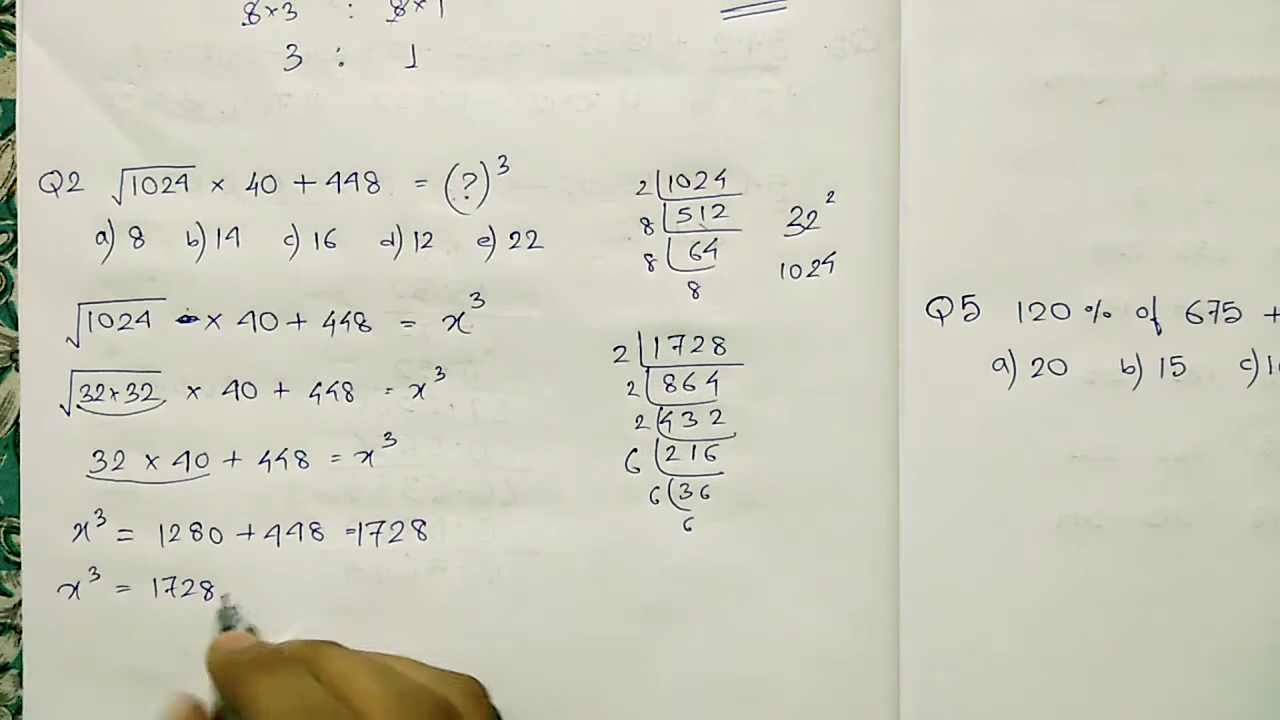 8×3 : 8×1
3 : 1
Q2 √1024 × 40 + 448 = (?)³
a) 8 b) 14 c) 16 d) 12 e) 22
√1024 × 40 + 448 = x³
√32×32 × 40 + 448 = x³
32 × 40 + 448 = x³
x³ = 1280 + 448 = 1728
x³ = 1728
2 1024
8 512
8 64
8
32²
1024
2 1728
2 864
2 432
6 216
6 36
6
Q5 120 % of 675 +
a) 20 b) 15 c) 1